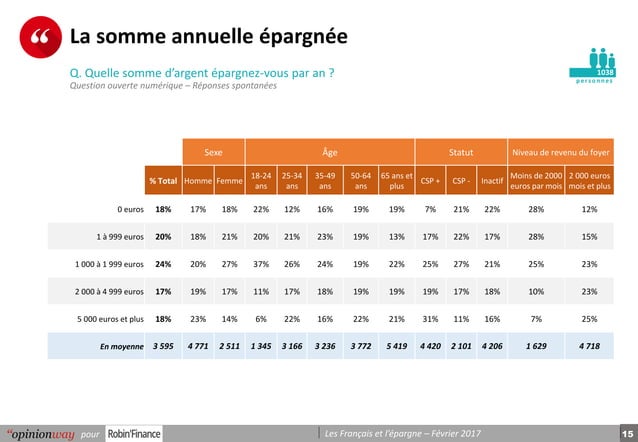 “ La somme annuelle épargnée
Q. Quelle somme d’argent épargnez-vous par an ?
Question ouverte numérique – Réponses spontanées
1038
personnes
Sexe Âge Statut Niveau de revenu du foyer
% Total Homme Femme 18-24 ans 25-34 ans 35-49 ans 50-64 ans 65 ans et plus CSP + CSP - Inactif Moins de 2000 euros par mois 2 000 euros mois et plus
0 euros 18% 17% 18% 22% 12% 16% 19% 19% 7% 21% 22% 28% 12%
1 à 999 euros 20% 18% 21% 20% 21% 23% 19% 13% 17% 22% 17% 28% 15%
1 000 à 1 999 euros 24% 20% 27% 37% 26% 24% 19% 22% 25% 27% 21% 25% 23%
2 000 à 4 999 euros 17% 19% 17% 11% 17% 18% 19% 19% 19% 17% 18% 10% 23%
5 000 euros et plus 18% 23% 14% 6% 22% 16% 22% 21% 31% 11% 16% 7% 25%
En moyenne 3 595 4 771 2 511 1 345 3 166 3 236 3 772 5 419 4 420 2 101 4 206 1 629 4 718
“opinionway pour Robin'Finance Les Français et l’épargne – Février 2017 15